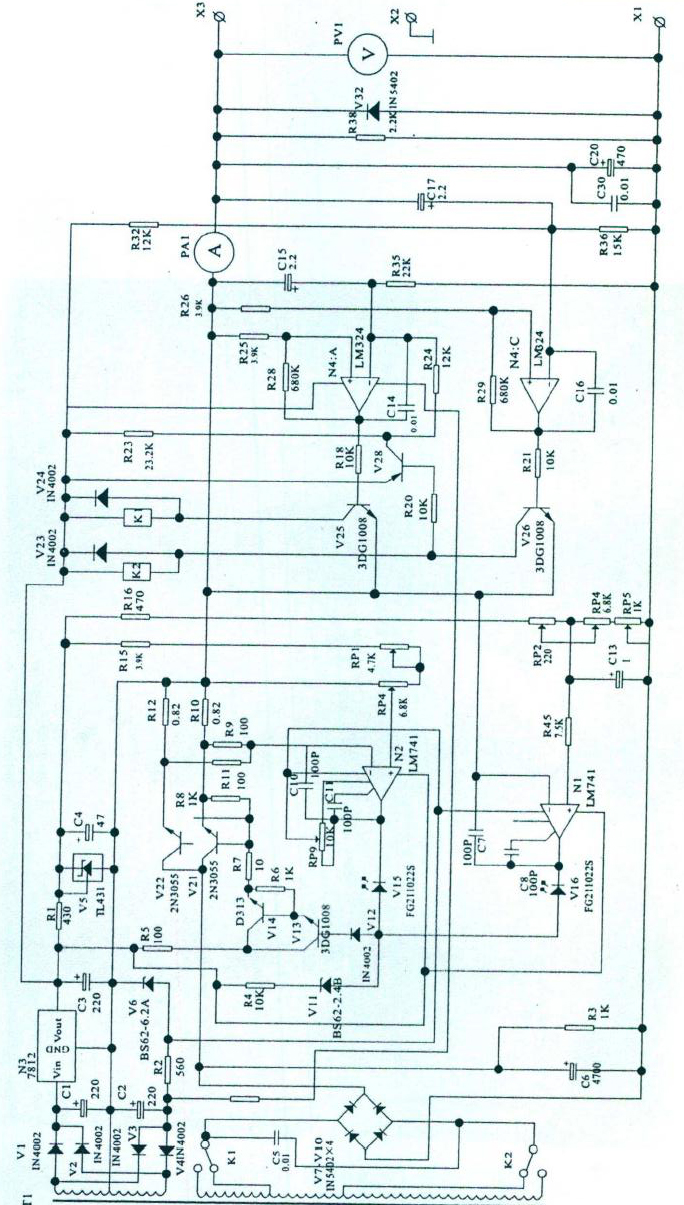 X3
X2
X1
PV1
V
V32
IN5402
R38
2.2K
C20
470
C30
0.01
C17
2.2
R32
12K
PA1
A
R36
15K
C15
2.2
R35
22K
R26
3.9K
R25
3.9K
R28
680K
N4:A
LM324
R24
12K
C14
0.01
R29
680K
N4:C
LM324
C16
0.01
R23
23.2K
R18
10K
V28
R21
10K
V24
IN4002
K1
V25
3DG1008
R20
10K
V26
3DG1008
V23
IN4002
K2
R16
470
R15
3.9K
RP1
4.7K
RP4
6.8K
RP2
220
RP4
6.8K
RP5
1K
C13
1
R12
0.82
R10
0.82
R9
100
R11
100
R8
1K
C10
100P
C11
100P
N2
LM741
RP9
10K
R45
7.5K
N1
LM741
100P
C7
C8
100P
C4
47
V5
TL431
R1
430
V22
2N3055
V21
2N3055
R7
10
R6
1K
D313
V14
V13
3DG1008
V15
FG211022S
V16
FG211022S
V12
IN4002
R5
100
R4
10K
V11
BS62-2.4B
C3
220
V6
BS62-6.2A
N3
7812
Vout
GND
Vin
R2
560
R3
1K
C6
4700
C1
220
C2
220
V1
IN4002
V2
IN4002
V3
IN4002
V4
IN4002
K1
C5
0.01
V7-V10
IN5402×4
K2
T1